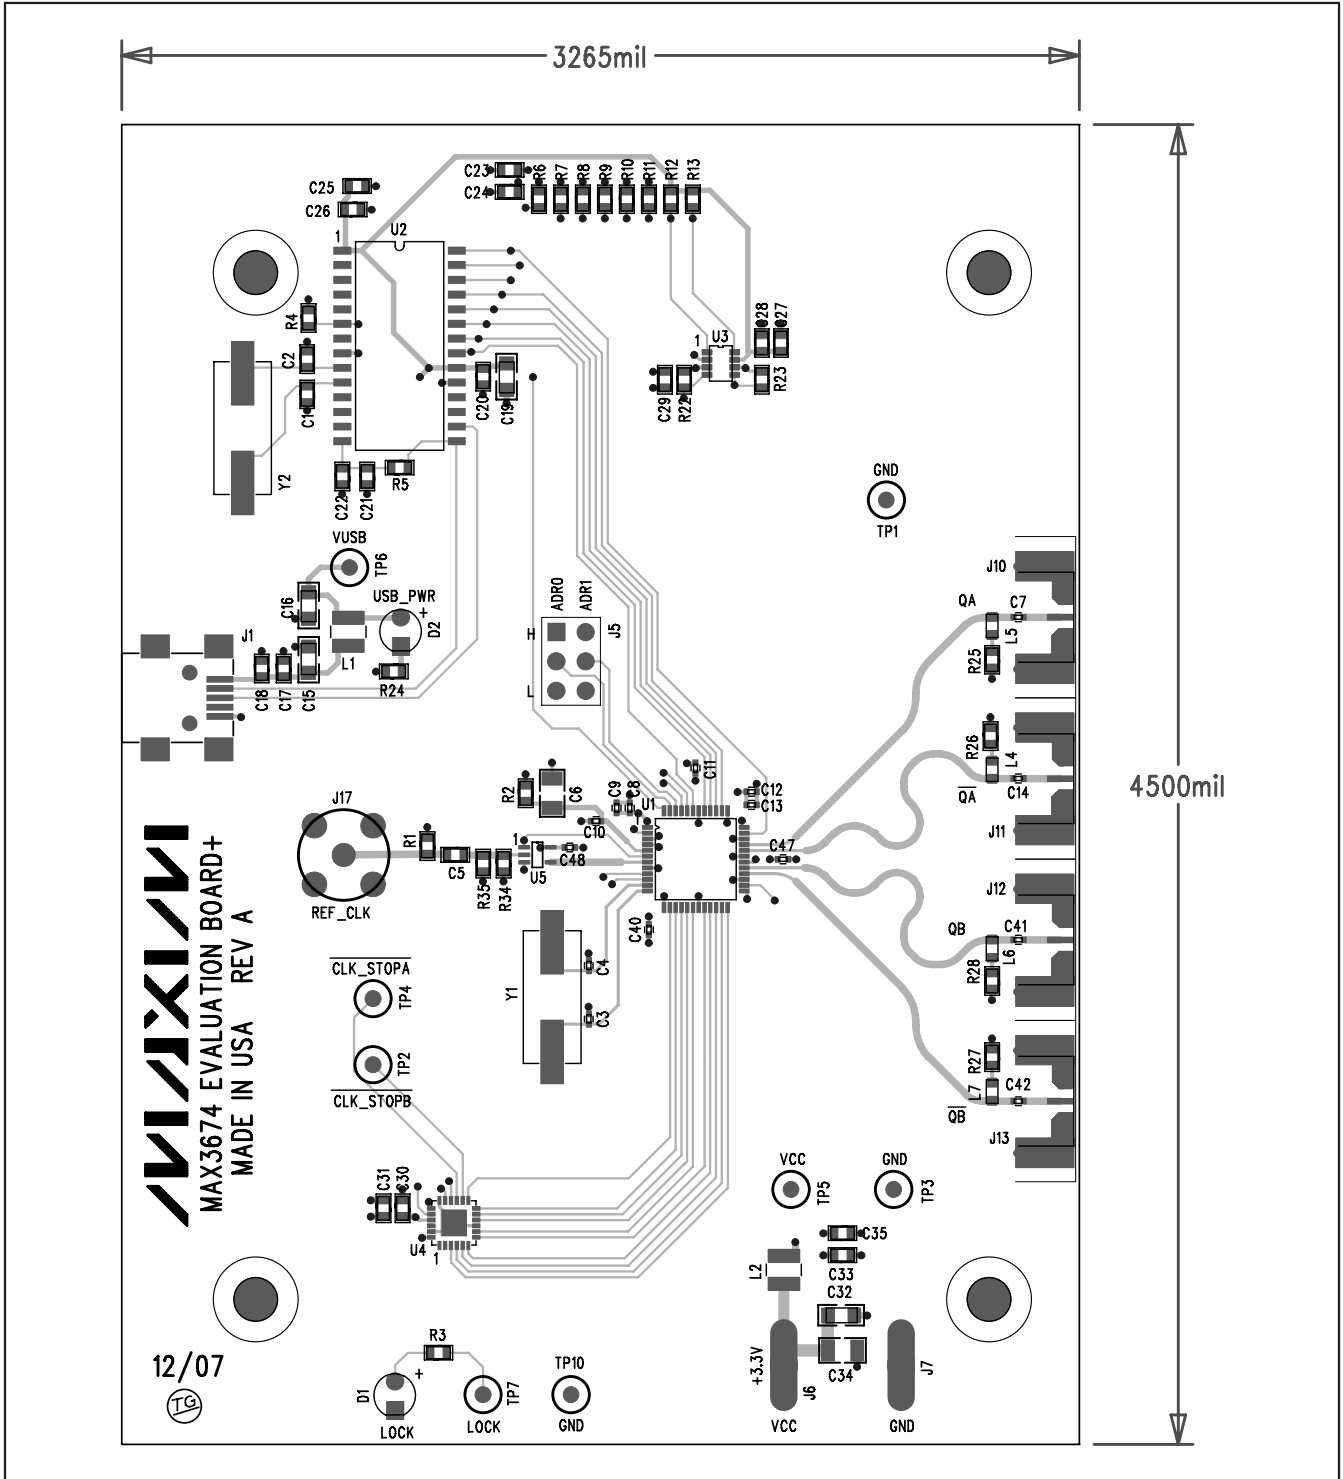 3265mil
C23
C24
R6
R7
R8
R9
R10
R11
R12
R13
C25
C26
1
U2
R4
C2
C1
Y2
C20
C19
1
U3
C28
C27
C29
R22
R23
C22
C21
R5
GND
TP1
VUSB
TP6
C16
USB_PWR
+
D2
J1
L1
C18
C17
C15
R24
ADR0
ADR1
H
L
J5
J10
QA
C7
L5
R25
R26
L4
QA
C14
J11
4500mil
C11
C12
C13
R2
C6
C9
C8
U1
C10
J17
R1
C5
R35
R34
1
U5
C48
C47
REF_CLK
J12
QB
C41
L6
R28
C40
C4
Y1
C3
CLK_STOPA
TP4
TP2
CLK_STOPB
MAXIM
MAX3674 EVALUATION BOARD+
MADE IN USA REV A
R27
L7
C42
QB
J13
C31
C30
U4
1
VCC
TP5
GND
TP3
C35
C33
L2
C32
C34
+3.3V
J6
J7
VCC
GND
12/07
TG
R3
D1
+
LOCK
TP7
LOCK
TP10
GND